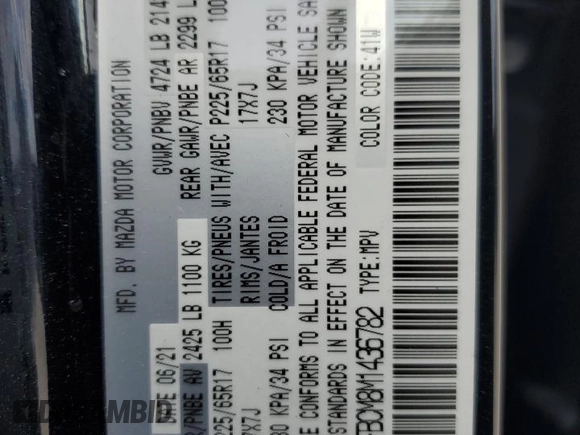 MFD. BY MAZDA MOTOR CORPORATION
DATE 06/21
GVWR/PNBV 4724 LB 214
/PNBE AV 2425 LB 1100 KG
REAR GAWR/PNBE AR 2299 L
225/65R17 100H
TIRES/PNEUS WITH/AVEC P225/65R17 100
17X7J
RIMS/JANTES
17X7J
KPA/34 PSI
COLD/A FROID
230 KPA/34 PSI
E CONFORMS TO ALL APPLICABLE FEDERAL MOTOR VEHICLE SA
STANDARDS IN EFFECT ON THE DATE OF MANUFACTURE SHOWN
COLOR CODE:41W
TYPE:MPV
BCM8M1436782